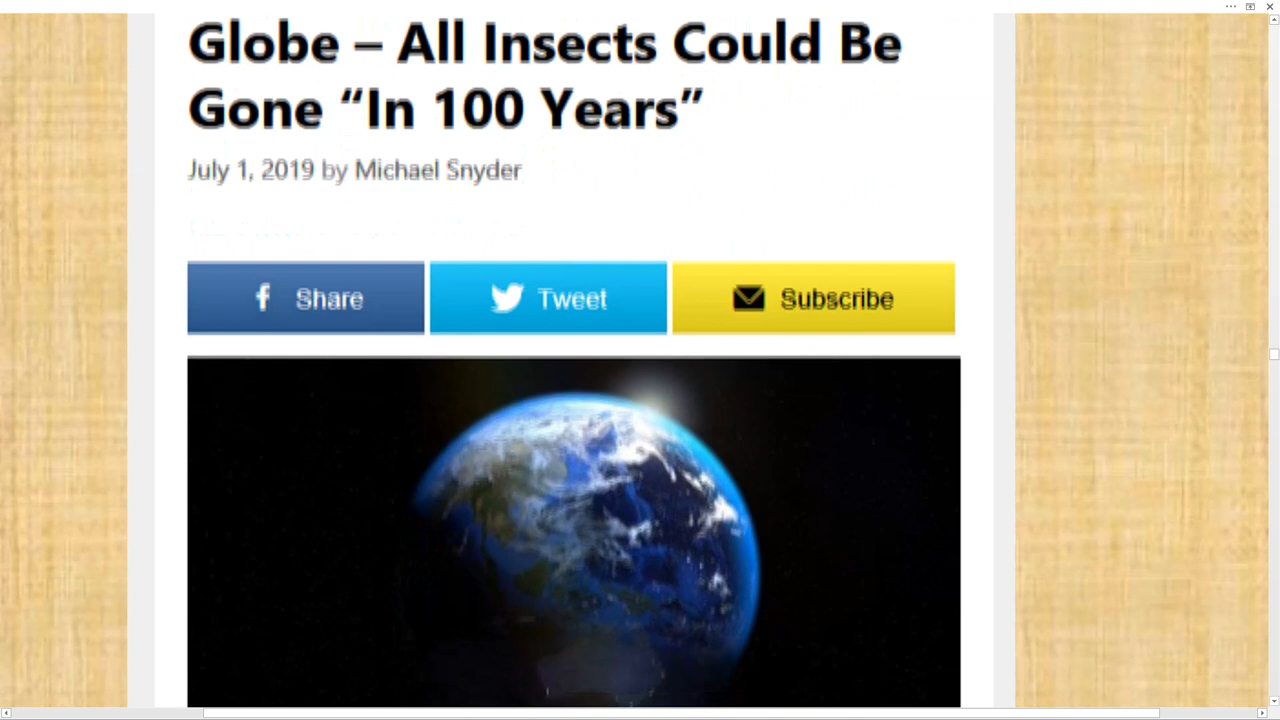 Globe – All Insects Could Be
Gone “In 100 Years”
July 1, 2019 by Michael Snyder
Share
Tweet
Subscribe